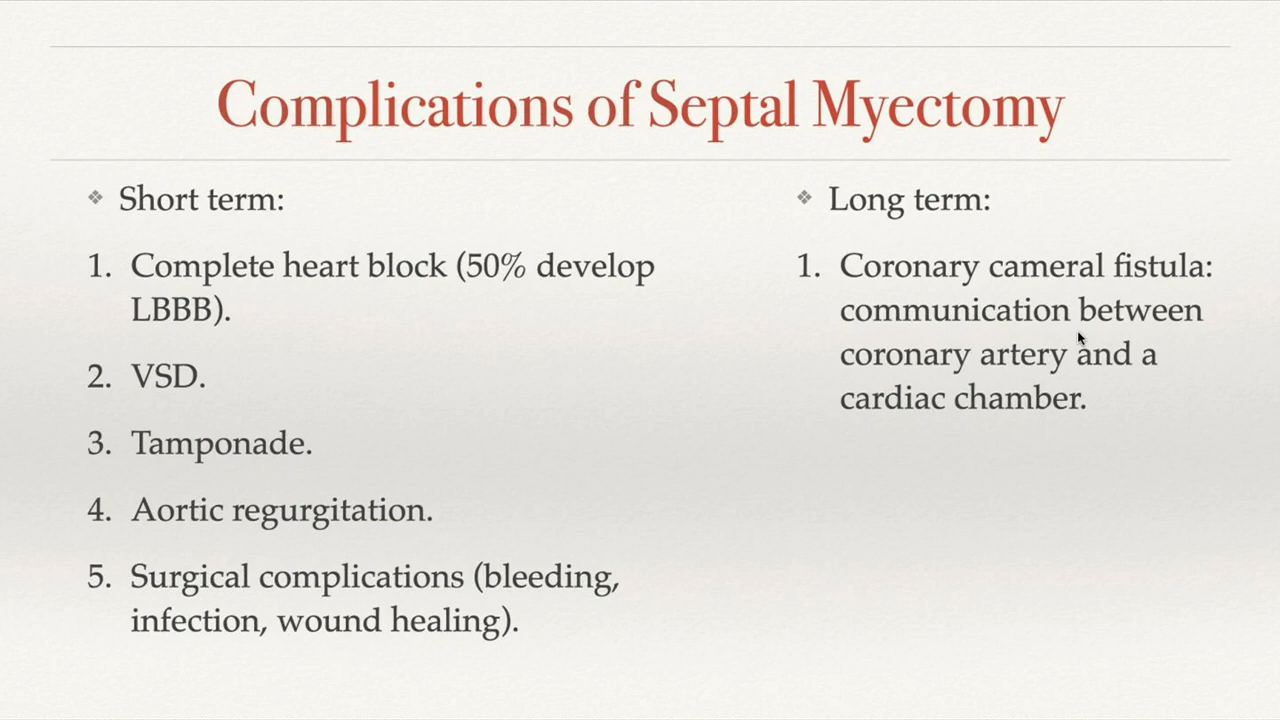 Complications of Septal Myectomy
❖ Short term:
1. Complete heart block (50% develop
LBBB).
2. VSD.
3. Tamponade.
4. Aortic regurgitation.
5. Surgical complications (bleeding,
infection, wound healing).
❖ Long term:
1. Coronary cameral fistula:
communication between
coronary artery and a
cardiac chamber.